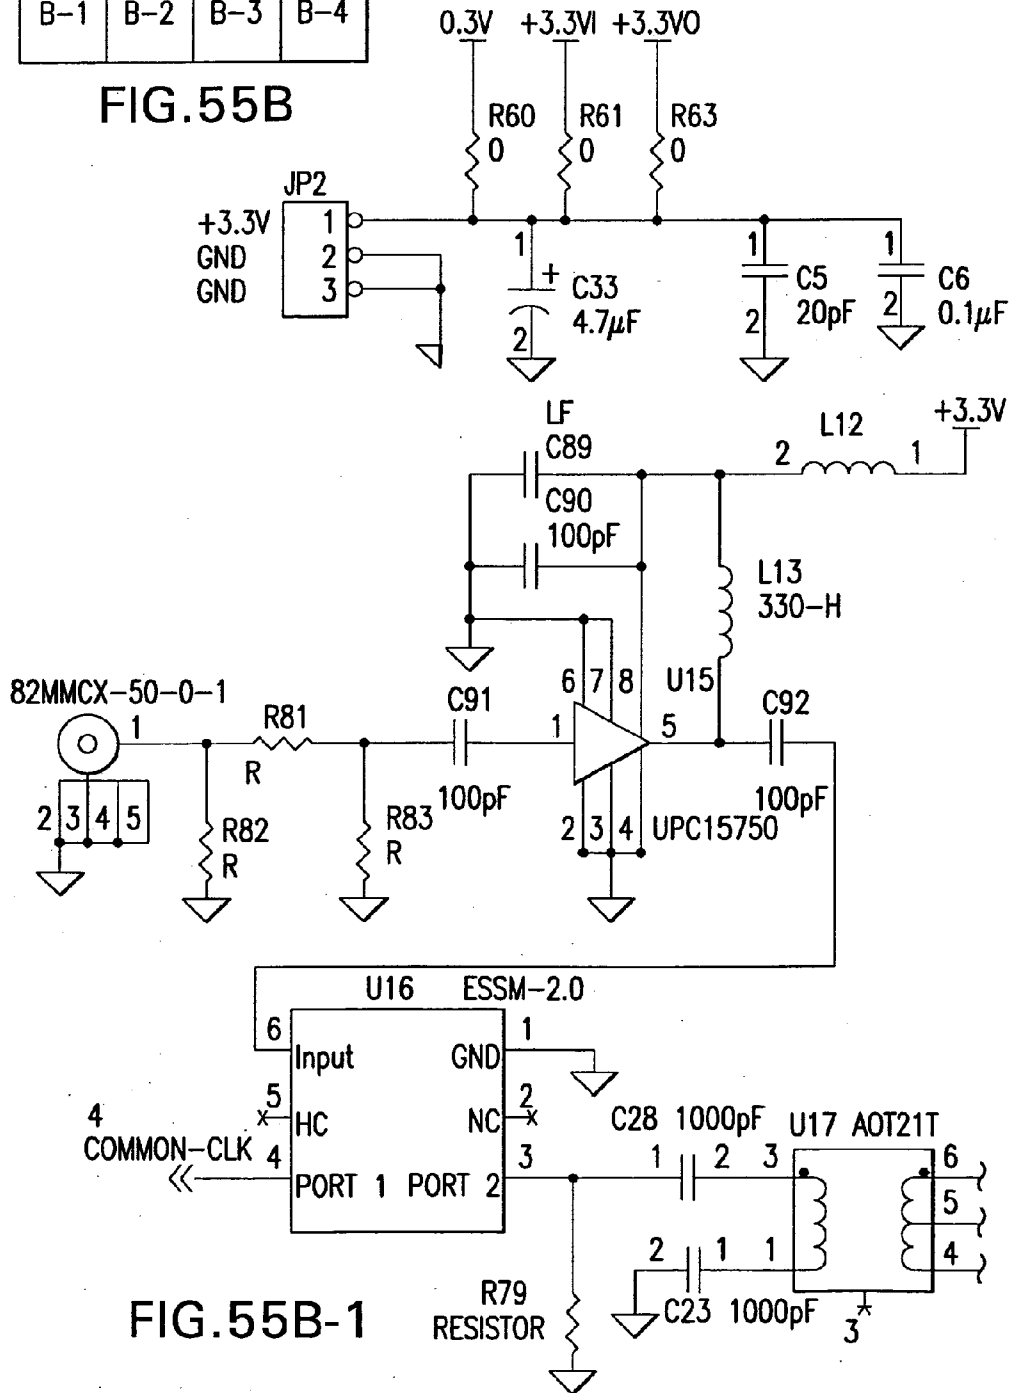 B-1 B-2 B-3 B-4
FIG.55B
0.3V +3.3VI +3.3VO
R60
0
R61
0
R63
0
JP2
+3.3V 1
GND 2
GND 3
1
+
C33
4.7µF
2
1
C5
20pF
2
1
C6
0.1µF
2
LF
C89
C90
100pF
2 L12 1
+3.3V
L13
330-H
82MMCX-50-0-1
1
2 3 4 5
R81
R
R82
R
R83
R
C91
100pF
6 7 8
U15
1
5
2 3 4
UPC15750
C92
100pF
U16 ESSM-2.0
6 Input
5 HC
4
COMMON-CLK
4 PORT 1
GND 1
NC 2
PORT 2 3
C28 1000pF
1 2 3
U17 AOT21T
6
5
4
2 1 1
C23 1000pF
3
R79
RESISTOR
FIG.55B-1